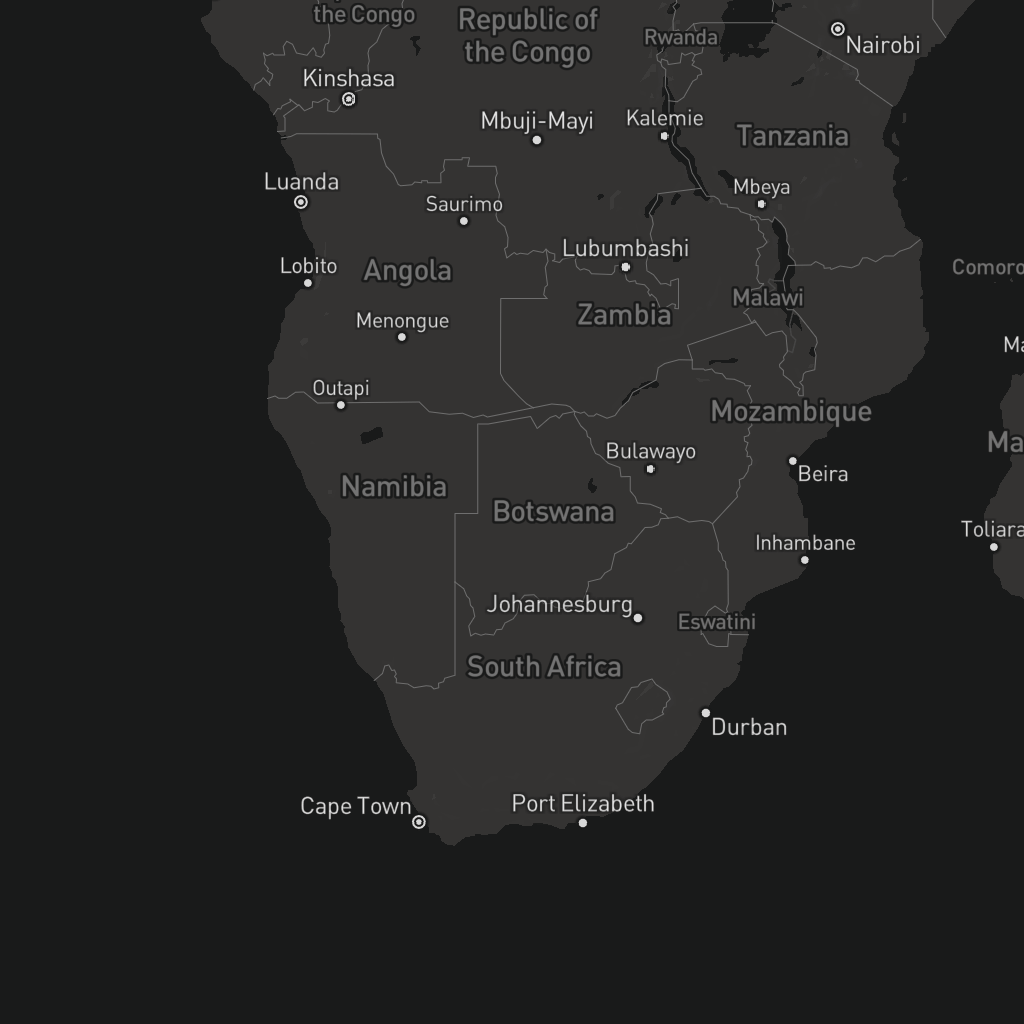 the Congo
Republic of
the Congo
Rwanda
Nairobi
Kinshasa
Mbuji-Mayi
Kalemie
Tanzania
Luanda
Saurimo
Mbeya
Lobito
Angola
Lubumbashi
Comoro
Menongue
Zambia
Malawi
Ma
Outapi
Mozambique
Ma
Bulawayo
Beira
Namibia
Botswana
Toliara
Inhambane
Johannesburg
Eswatini
South Africa
Durban
Cape Town
Port Elizabeth